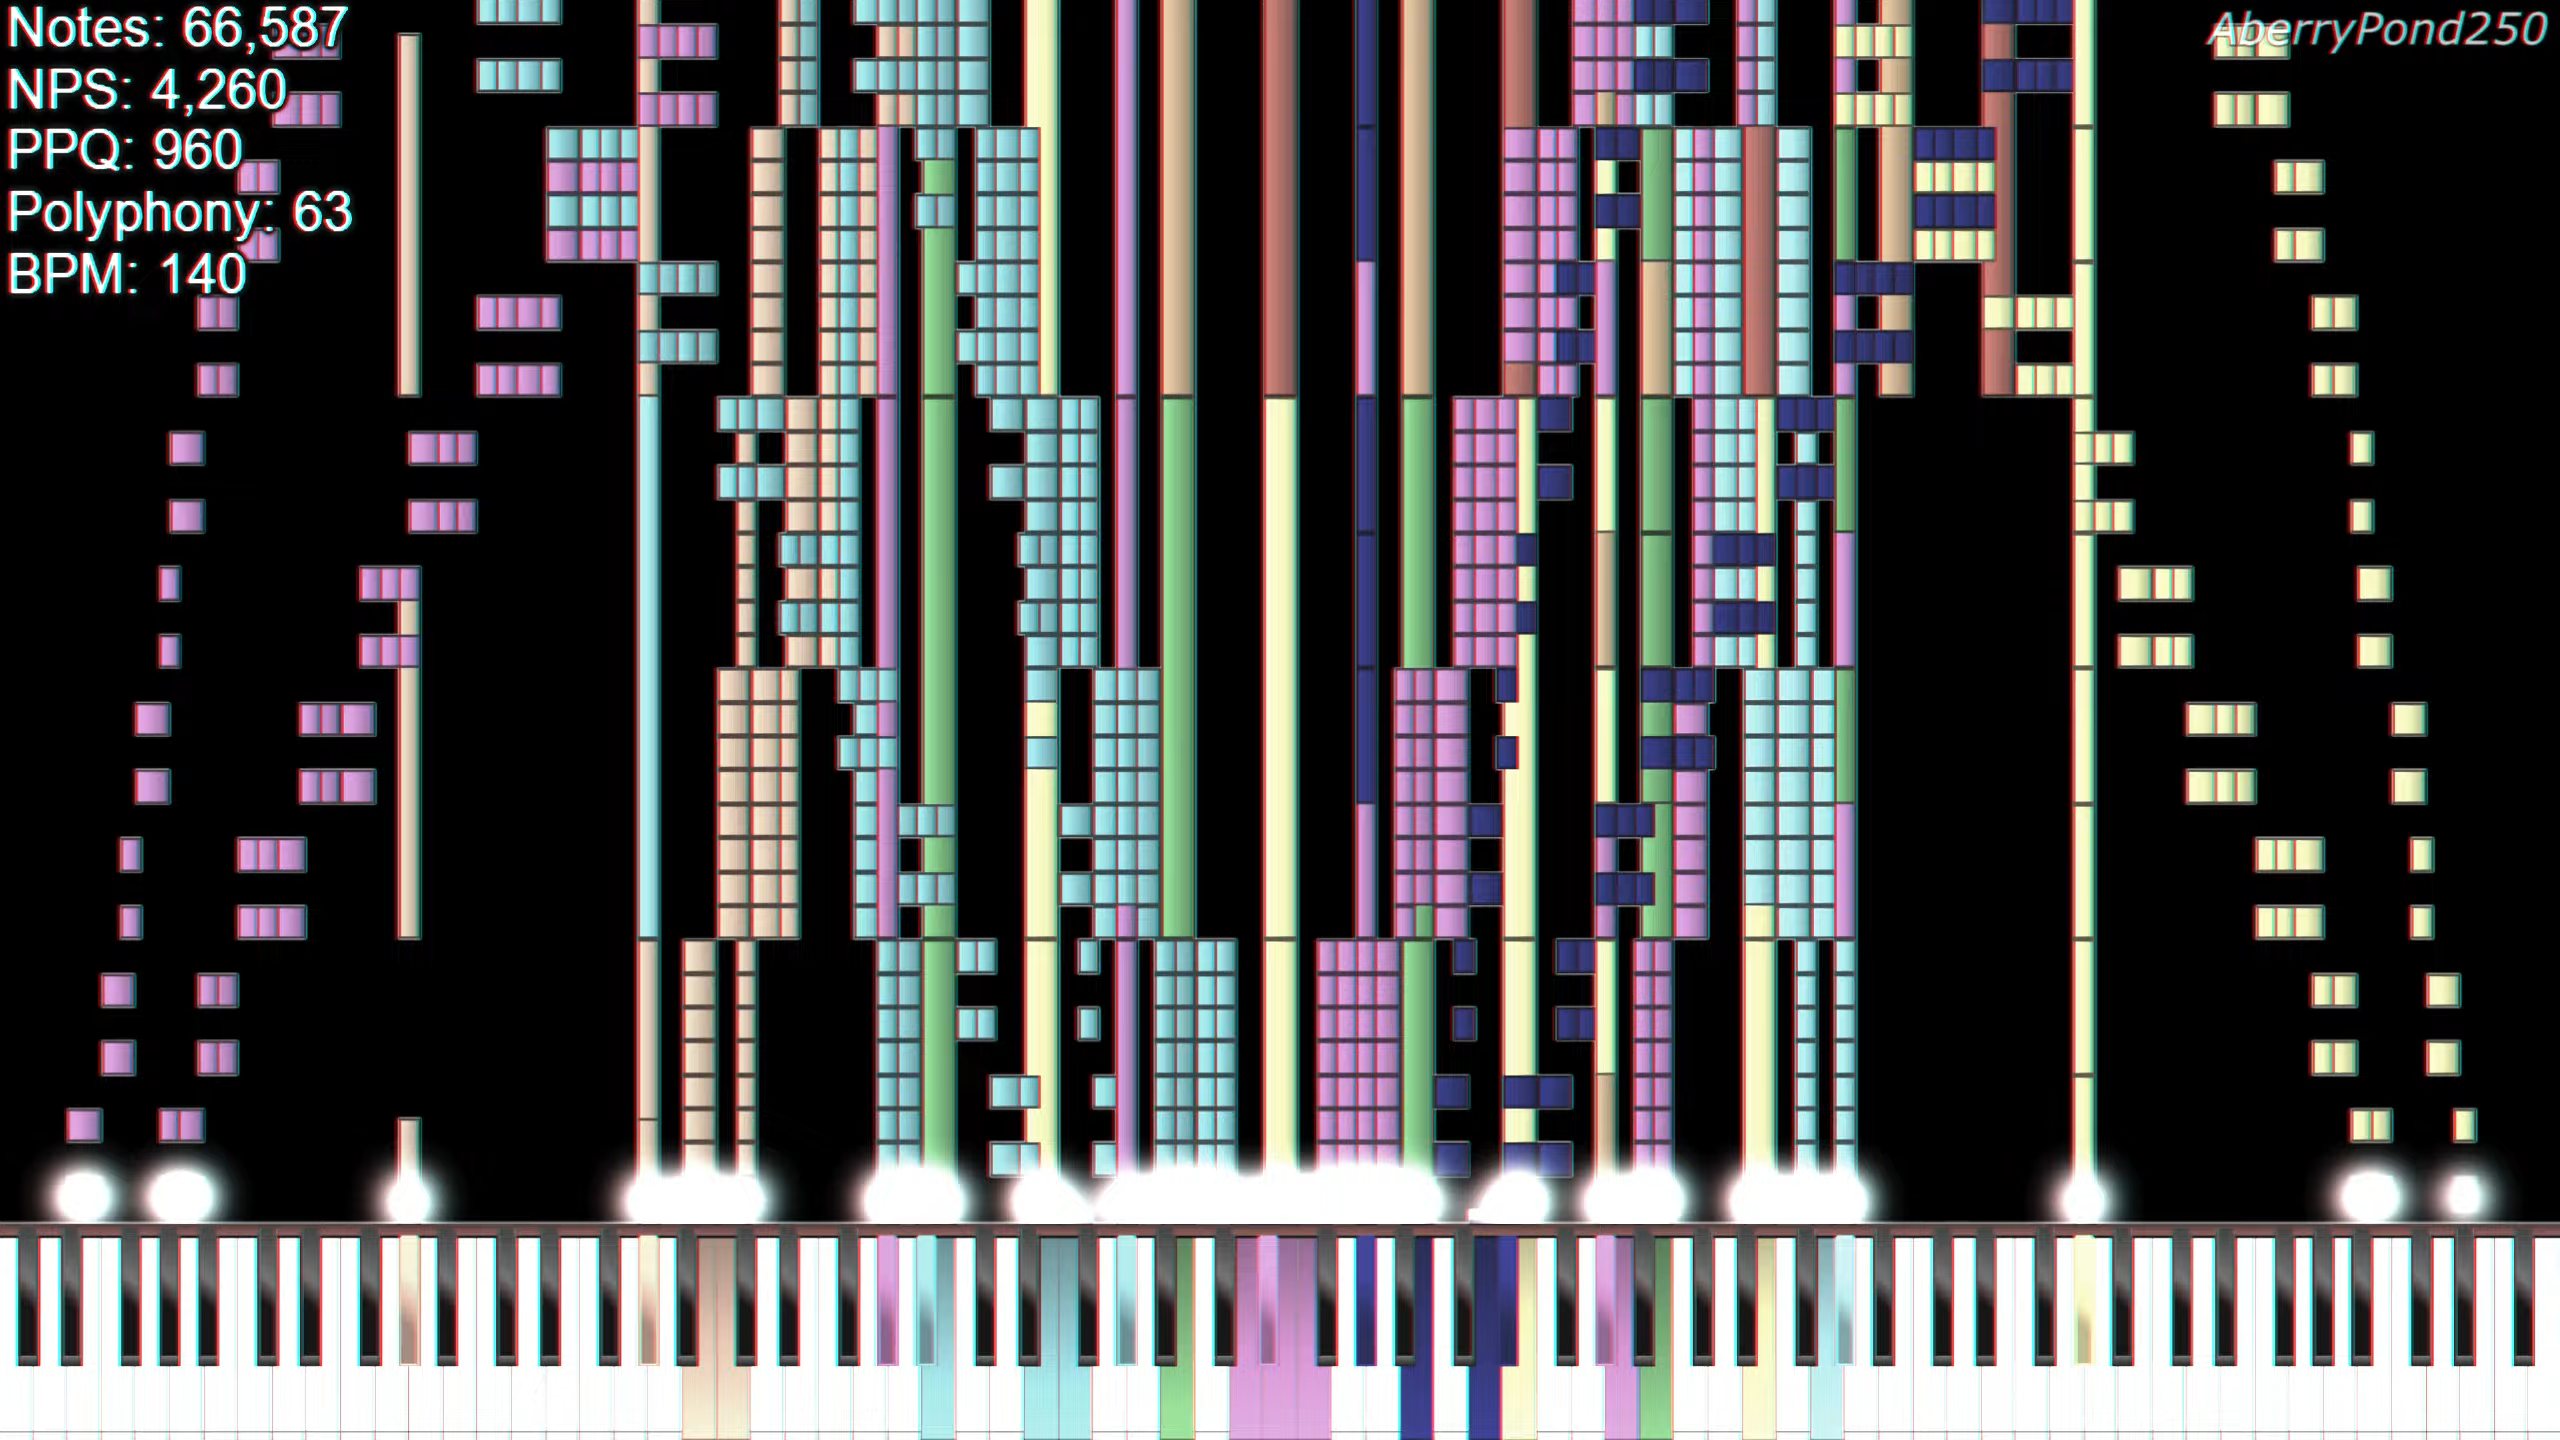 Notes: 66,587
AberryPond250
NPS: 4,260
PPQ: 960
Polyphony: 63
BPM: 140